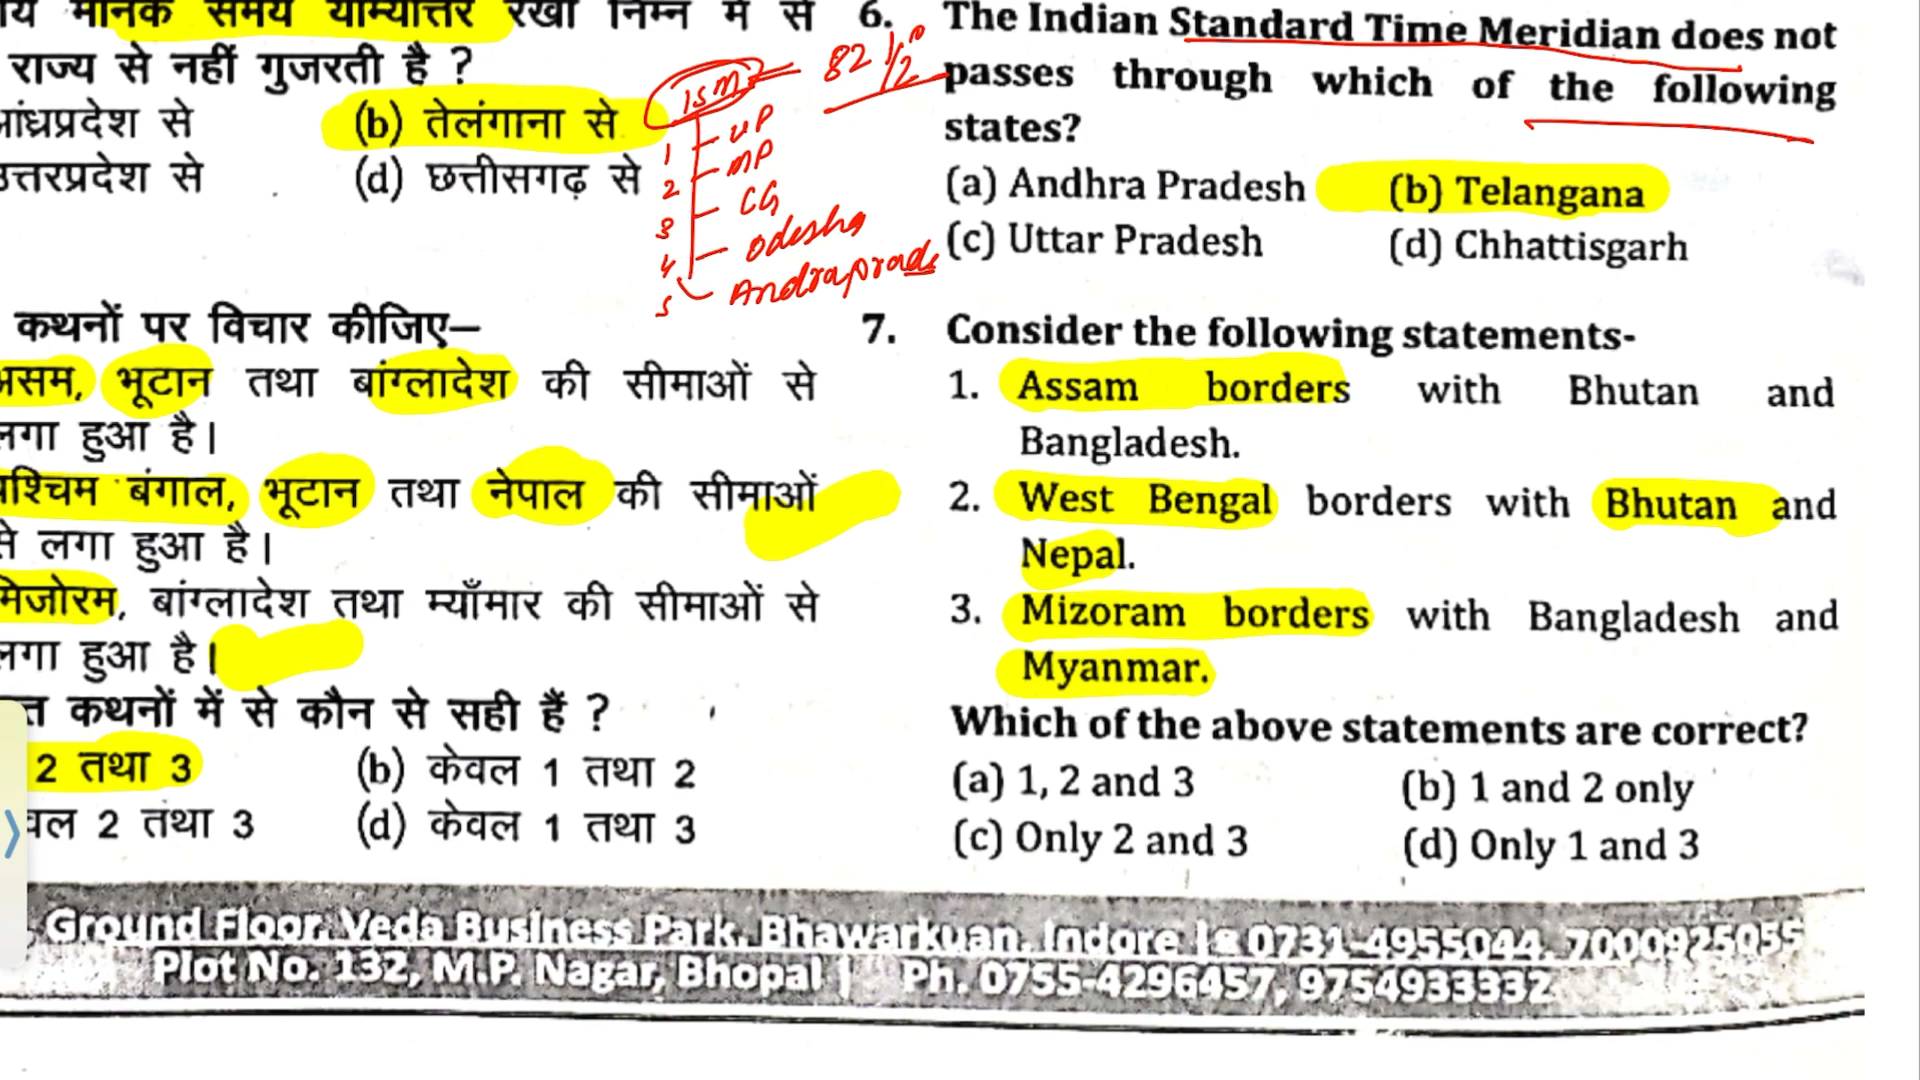 मानक समय याम्योत्तर रेखा निम्न में से
राज्य से नहीं गुजरती है ?
आंध्रप्रदेश से (b) तेलंगाना से
उत्तरप्रदेश से (d) छत्तीसगढ़ से
कथनों पर विचार कीजिए–
असम, भूटान तथा बांग्लादेश की सीमाओं से
लगा हुआ है।
पश्चिम बंगाल, भूटान तथा नेपाल की सीमाओं
से लगा हुआ है।
मिजोरम, बांग्लादेश तथा म्याँमार की सीमाओं से
लगा हुआ है।
कथनों में से कौन से सही हैं ?
2 तथा 3 (b) केवल 1 तथा 2
2 तथा 3 (d) केवल 1 तथा 3
82 1/2°
1 UP
2 MP
3 CG
4 Odesha
5 Andraprade
6. The Indian Standard Time Meridian does not
passes through which of the following
states?
(a) Andhra Pradesh (b) Telangana
(c) Uttar Pradesh (d) Chhattisgarh
7. Consider the following statements-
1. Assam borders with Bhutan and
Bangladesh.
2. West Bengal borders with Bhutan and
Nepal.
3. Mizoram borders with Bangladesh and
Myanmar.
Which of the above statements are correct?
(a) 1, 2 and 3 (b) 1 and 2 only
(c) Only 2 and 3 (d) Only 1 and 3
Ground Floor, Veda Business Park, Bhawarkuan, Indore | 0731-4955044, 7000925055
Plot No. 132, M.P. Nagar, Bhopal | Ph. 0755-4296457, 9754933332